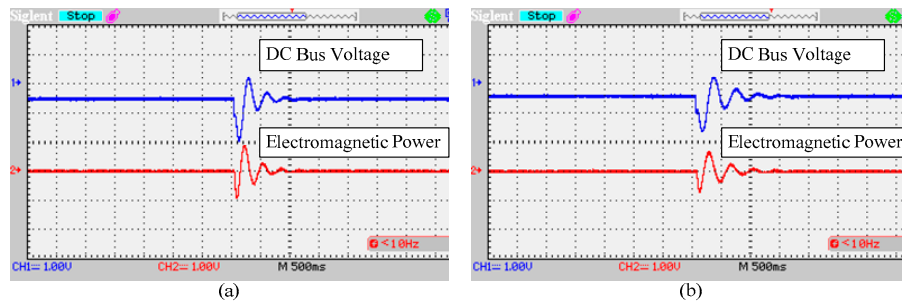 Siglent Stop
DC Bus Voltage
1
Electromagnetic Power
2
<10Hz
CH1 1.00V CH2 1.00V M 500ms
(a)
Siglent Stop
DC Bus Voltage
1
Electromagnetic Power
2
<10Hz
CH1 1.00V CH2 1.00V M 500ms
(b)